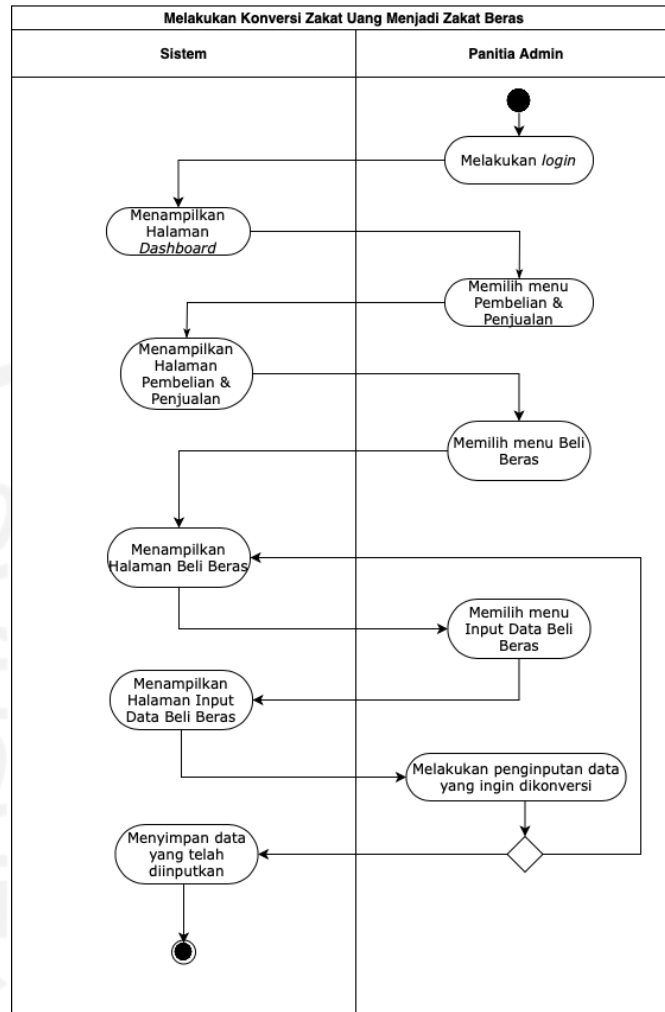 Melakukan Konversi Zakat Uang Menjadi Zakat Beras
Sistem
Panitia Admin
Melakukan login
Menampilkan
Halaman
Dashboard
Memilih menu
Pembelian &
Penjualan
Menampilkan
Halaman
Pembelian &
Penjualan
Memilih menu Beli
Beras
Menampilkan
Halaman Beli Beras
Memilih menu
Input Data Beli
Beras
Menampilkan
Halaman Input
Data Beli Beras
Melakukan penginputan data
yang ingin dikonversi
Menyimpan data
yang telah
diinputkan